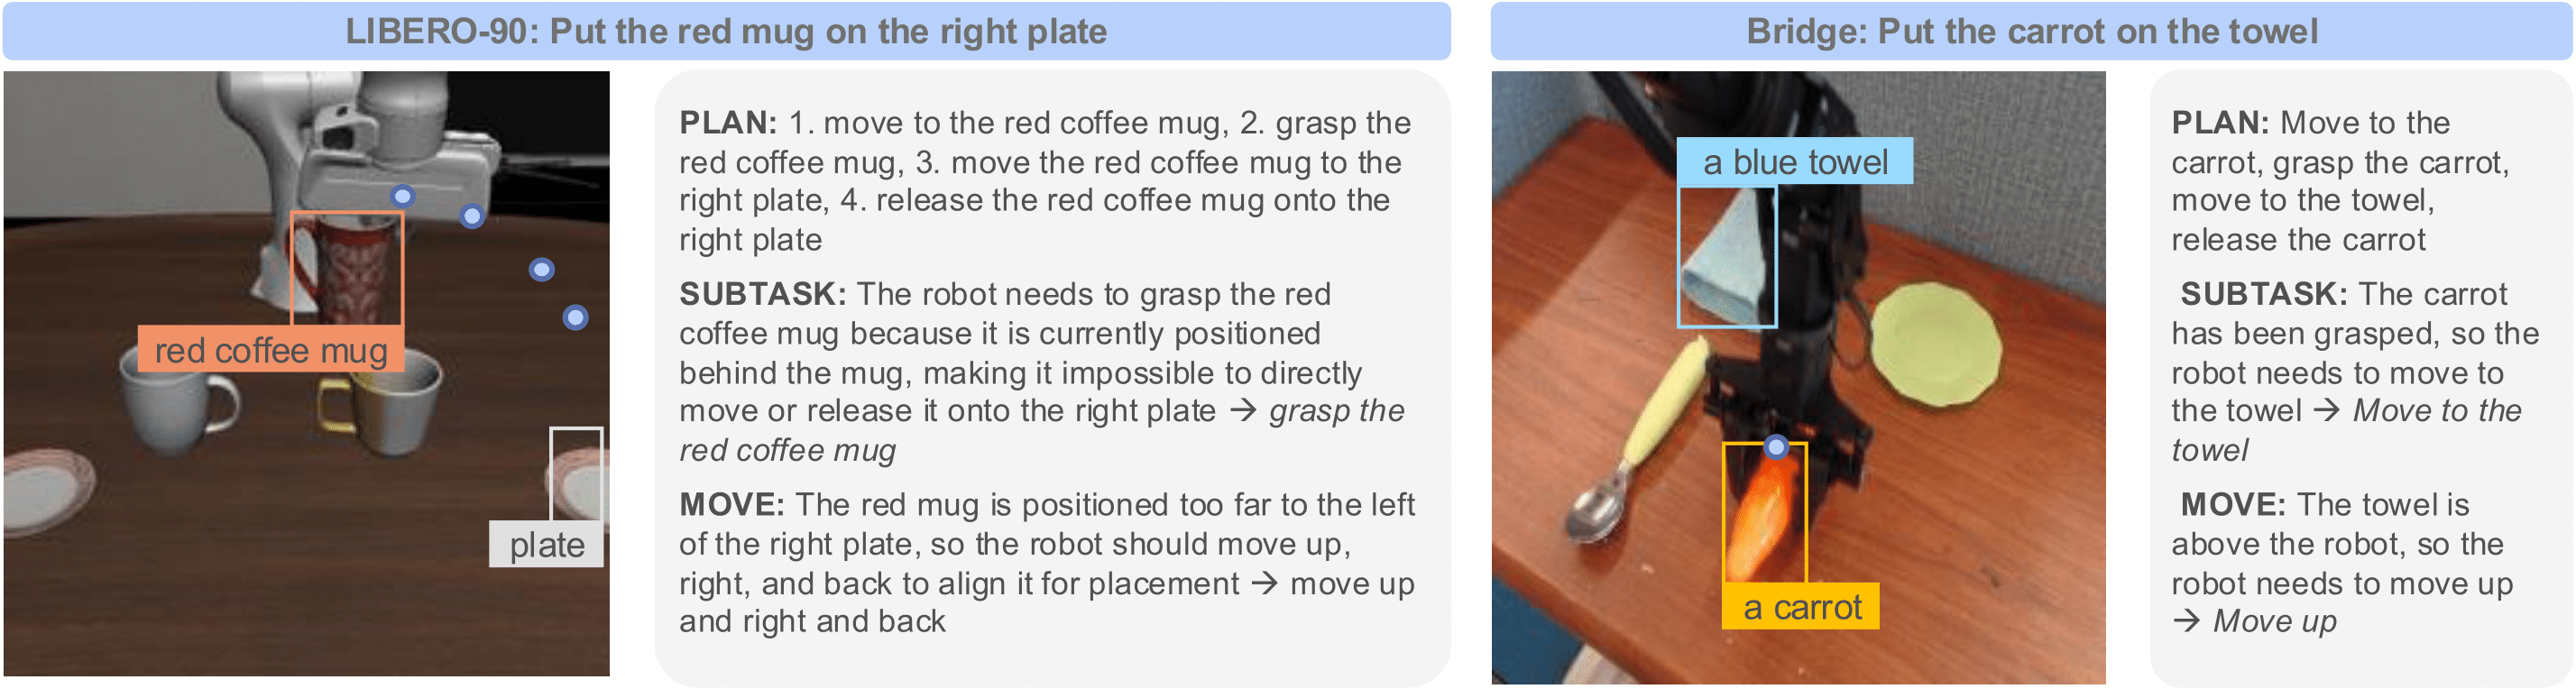 LIBERO-90: Put the red mug on the right plate
red coffee mug
plate
PLAN: 1. move to the red coffee mug, 2. grasp the
red coffee mug, 3. move the red coffee mug to the
right plate, 4. release the red coffee mug onto the
right plate
SUBTASK: The robot needs to grasp the red
coffee mug because it is currently positioned
behind the mug, making it impossible to directly
move or release it onto the right plate → grasp the
red coffee mug
MOVE: The red mug is positioned too far to the left
of the right plate, so the robot should move up,
right, and back to align it for placement → move up
and right and back
Bridge: Put the carrot on the towel
a blue towel
a carrot
PLAN: Move to the
carrot, grasp the carrot,
move to the towel,
release the carrot
SUBTASK: The carrot
has been grasped, so the
robot needs to move to
the towel → Move to the
towel
MOVE: The towel is
above the robot, so the
robot needs to move up
→ Move up